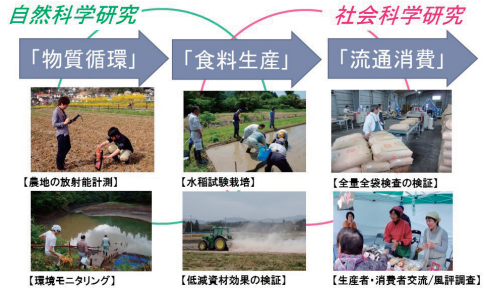 自然科学研究
社会科学研究
「物質循環」
「食料生産」
「流通消費」
【農地の放射能計測】
【水稲試験栽培】
【全量全袋検査の検証】
【環境モニタリング】
【低減資材効果の検証】
【生産者・消費者交流/風評調査】